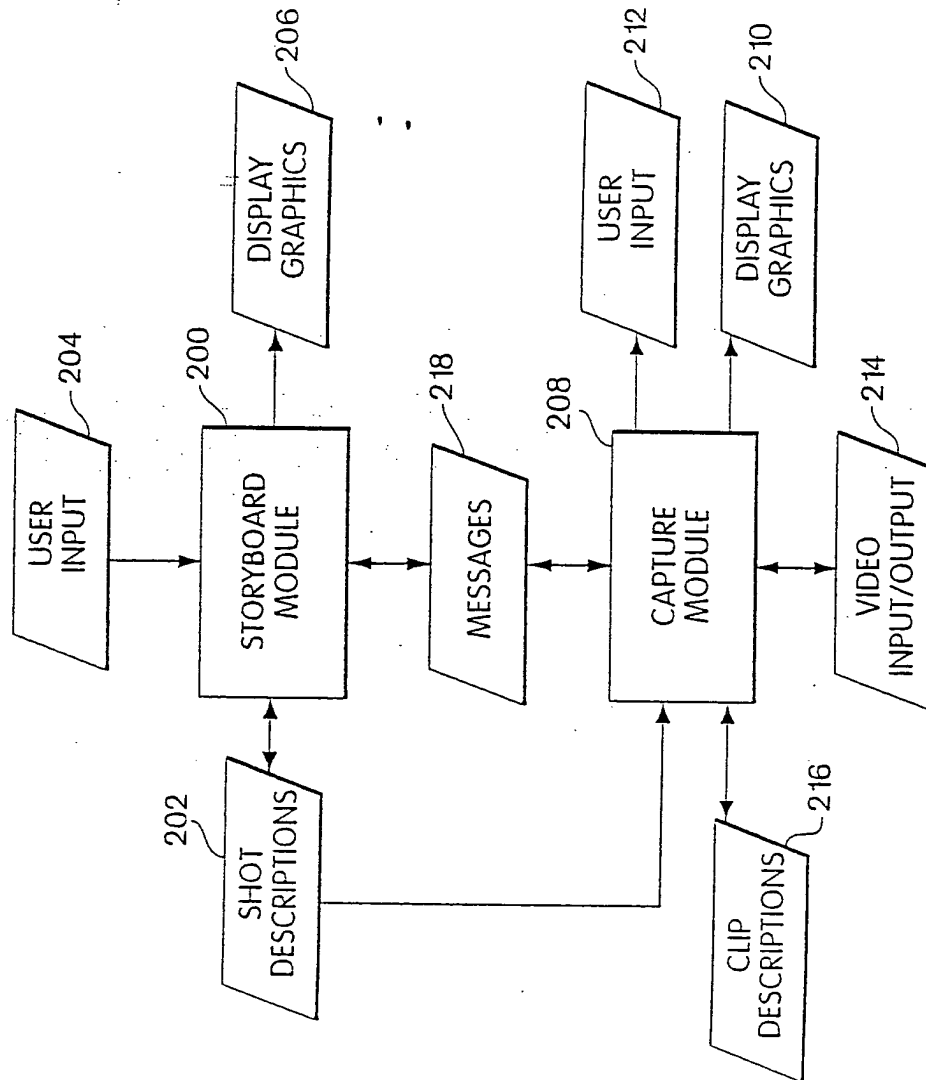 USER
INPUT
204
STORYBOARD
MODULE
200
DISPLAY
GRAPHICS
206
SHOT
DESCRIPTIONS
202
MESSAGES
218
CAPTURE
MODULE
208
USER
INPUT
212
DISPLAY
GRAPHICS
210
CLIP
DESCRIPTIONS
216
VIDEO
INPUT/OUTPUT
214